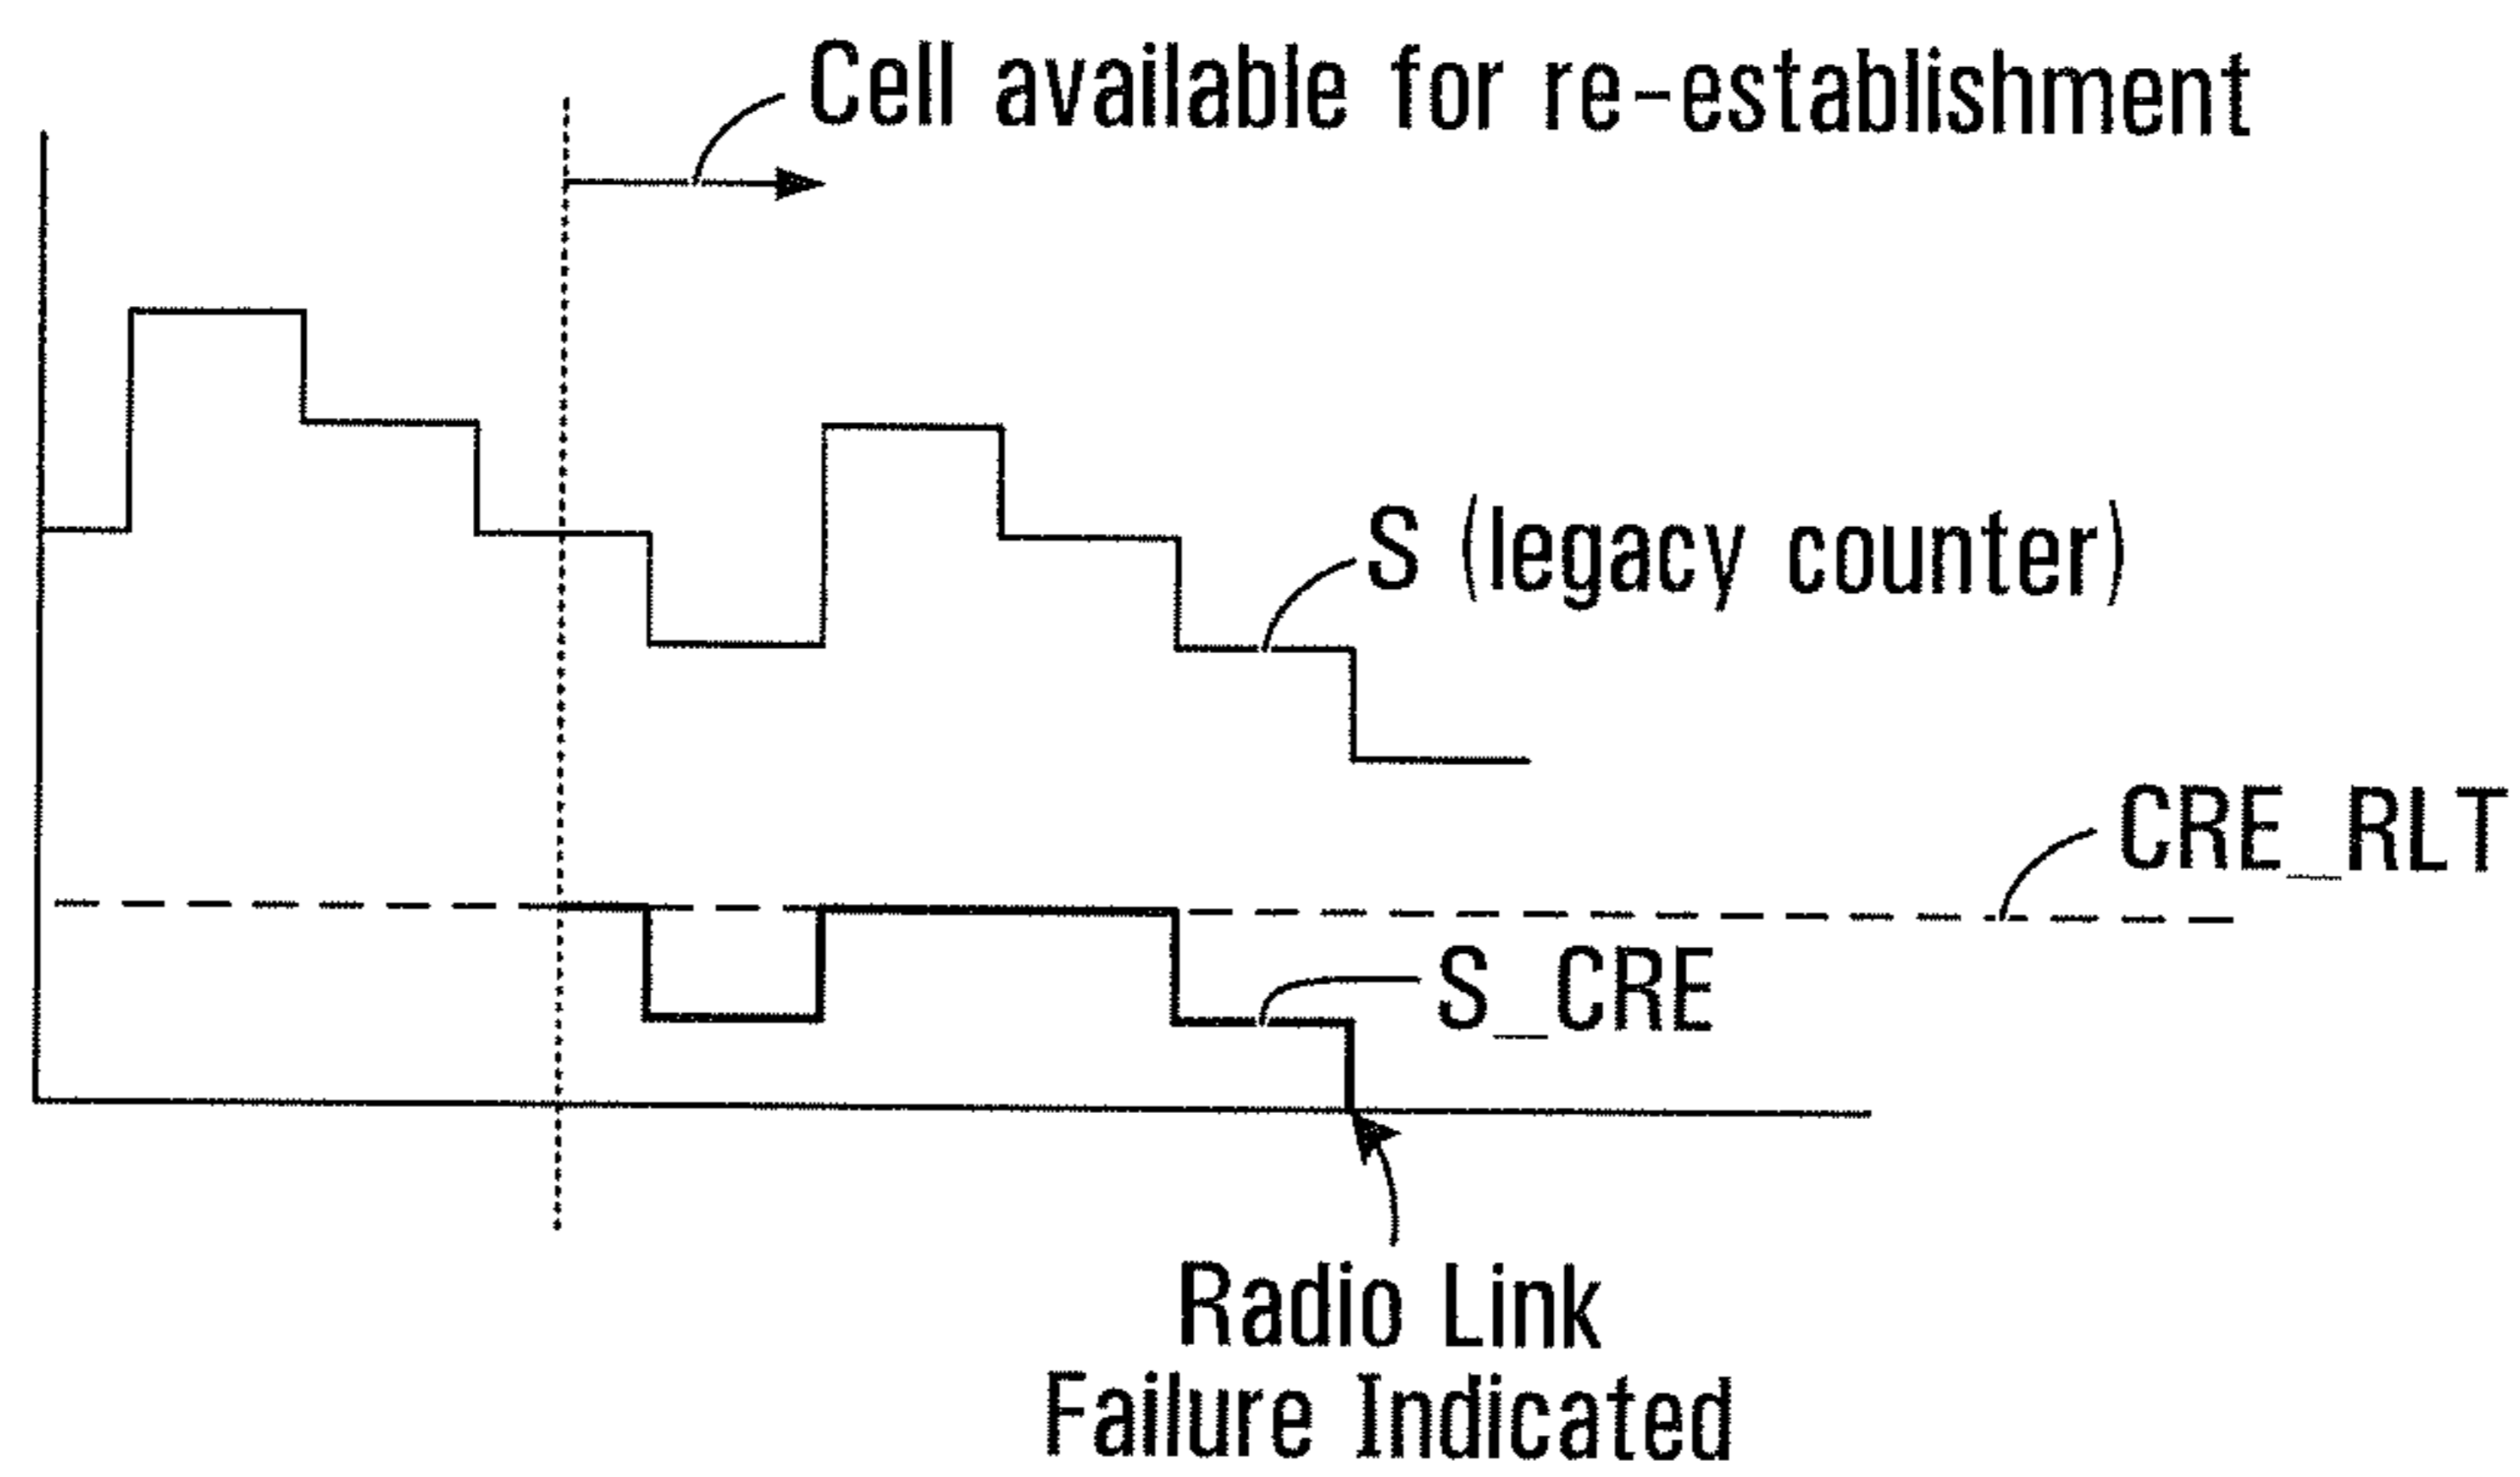 Cell available for re-establishment
S (legacy counter)
CRE_RLT
S_CRE
Radio Link
Failure Indicated